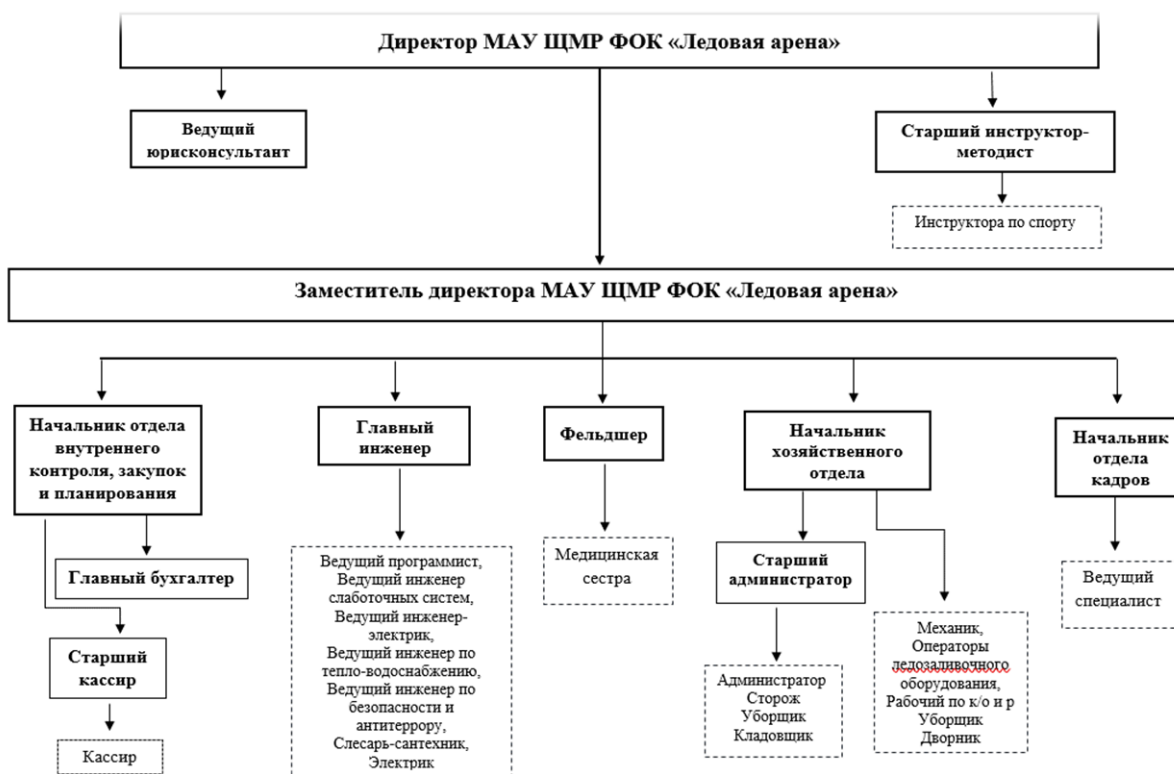 Директор МАУ ЩМР ФОК «Ледовая арена»
Ведущий
юрисконсультант
Старший инструктор-
методист
Инструктора по спорту
Заместитель директора МАУ ЩМР ФОК «Ледовая арена»
Начальник отдела
внутреннего
контроля, закупок
и планирования
Главный бухгалтер
Старший
кассир
Кассир
Главный
инженер
Ведущий программист,
Ведущий инженер
слаботочных систем,
Ведущий инженер-
электрик,
Ведущий инженер по
тепло-водоснабжению,
Ведущий инженер по
безопасности и
антитеррору,
Слесарь-сантехник,
Электрик
Фельдшер
Медицинская
сестра
Начальник
хозяйственного
отдела
Старший
администратор
Администратор
Сторож
Уборщик
Кладовщик
Механик,
Операторы
ледозаливочного
оборудования,
Рабочий по к/о и р
Уборщик
Дворник
Начальник
отдела
кадров
Ведущий
специалист